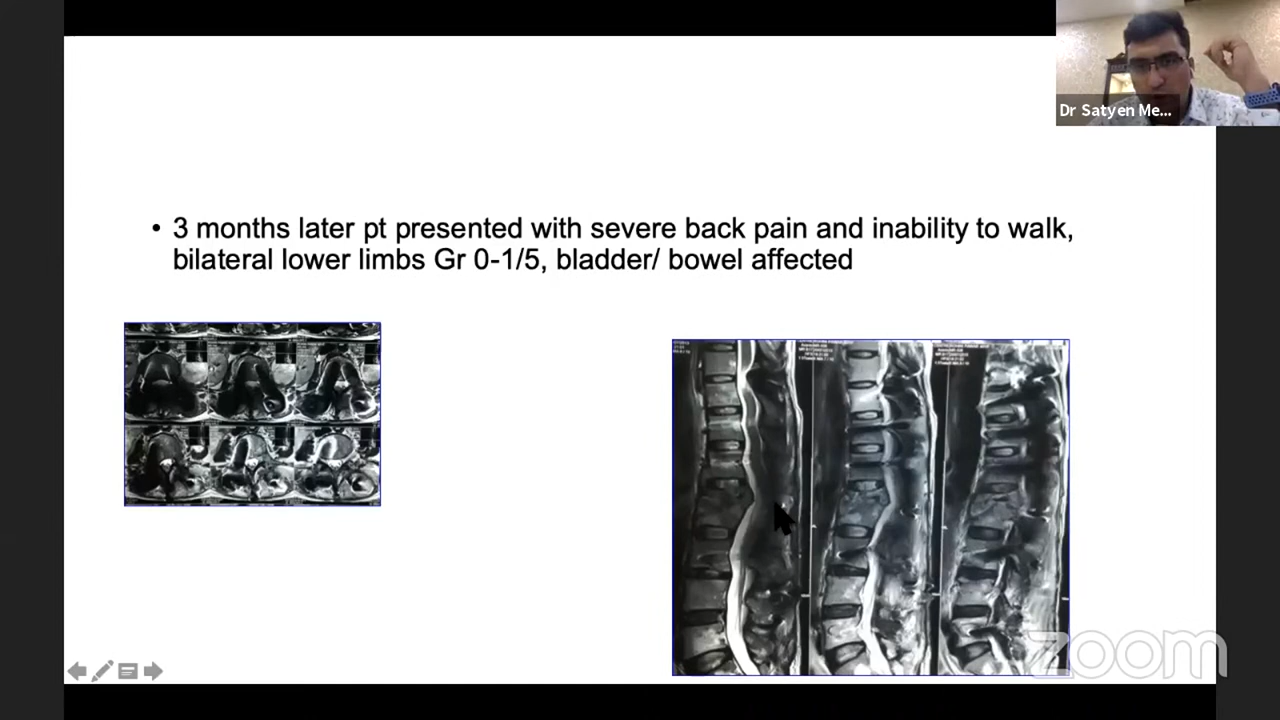 Dr Satyen Me...
• 3 months later pt presented with severe back pain and inability to walk,
bilateral lower limbs Gr 0-1/5, bladder/ bowel affected
zoom